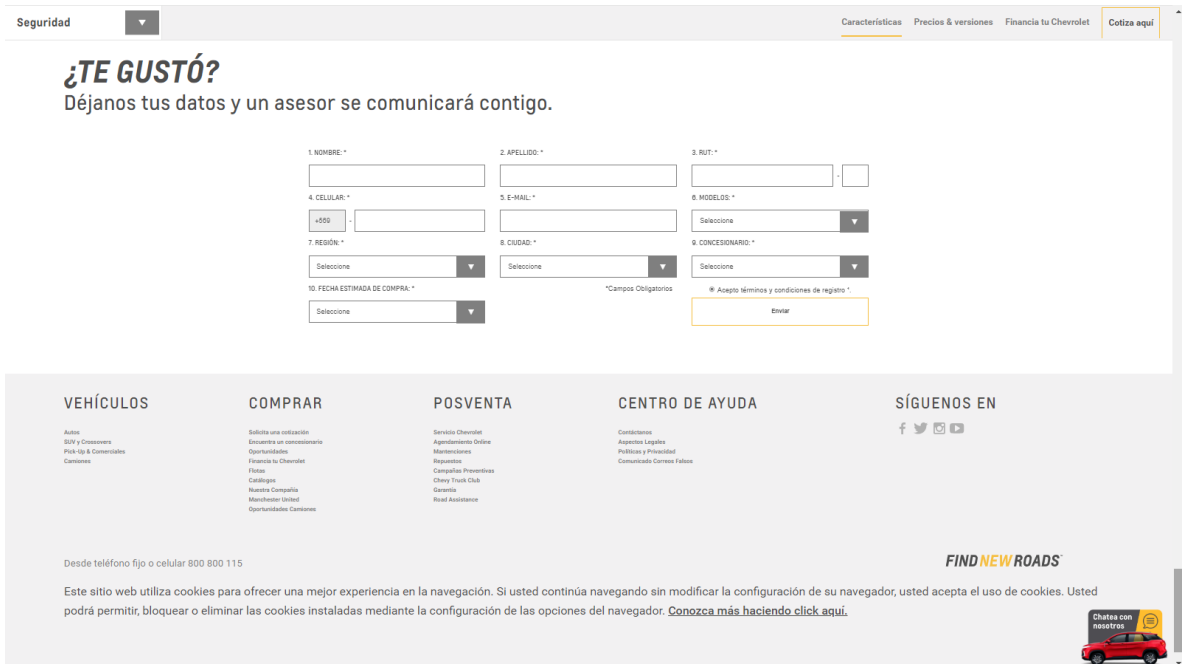 Seguridad
Características Precios & versiones Financia tu Chevrolet Cotiza aquí
¿TE GUSTÓ?
Déjanos tus datos y un asesor se comunicará contigo.
1. NOMBRE: * 2. APELLIDO: * 3. RUT: *
-
4. CELULAR: * 5. E-MAIL: * 6. MODELOS: *
+569 - Seleccione
7. REGIÓN: * 8. CIUDAD: * 9. CONCESIONARIO: *
Seleccione Seleccione Seleccione
10. FECHA ESTIMADA DE COMPRA: * *Campos Obligatorios Acepto términos y condiciones de registro *.
Seleccione Enviar
VEHÍCULOS
Autos
SUV y Crossovers
Pick-Up & Comerciales
Camiones
COMPRAR
Solicita una cotización
Encuentra un concesionario
Oportunidades
Financia tu Chevrolet
Flotas
Catálogos
Nuestra Compañía
Manchester United
Oportunidades Camiones
POSVENTA
Servicio Chevrolet
Agendamiento Online
Mantenciones
Repuestos
Campañas Preventivas
Chevy Truck Club
Garantía
Road Assistance
CENTRO DE AYUDA
Contáctanos
Aspectos Legales
Políticas y Privacidad
Comunicado Correos Falsos
SÍGUENOS EN
Desde teléfono fijo o celular 800 800 115
FIND NEW ROADS™
Este sitio web utiliza cookies para ofrecer una mejor experiencia en la navegación. Si usted continúa navegando sin modificar la configuración de su navegador, usted acepta el uso de cookies. Usted
podrá permitir, bloquear o eliminar las cookies instaladas mediante la configuración de las opciones del navegador. Conozca más haciendo click aquí.
Chatea con
nosotros